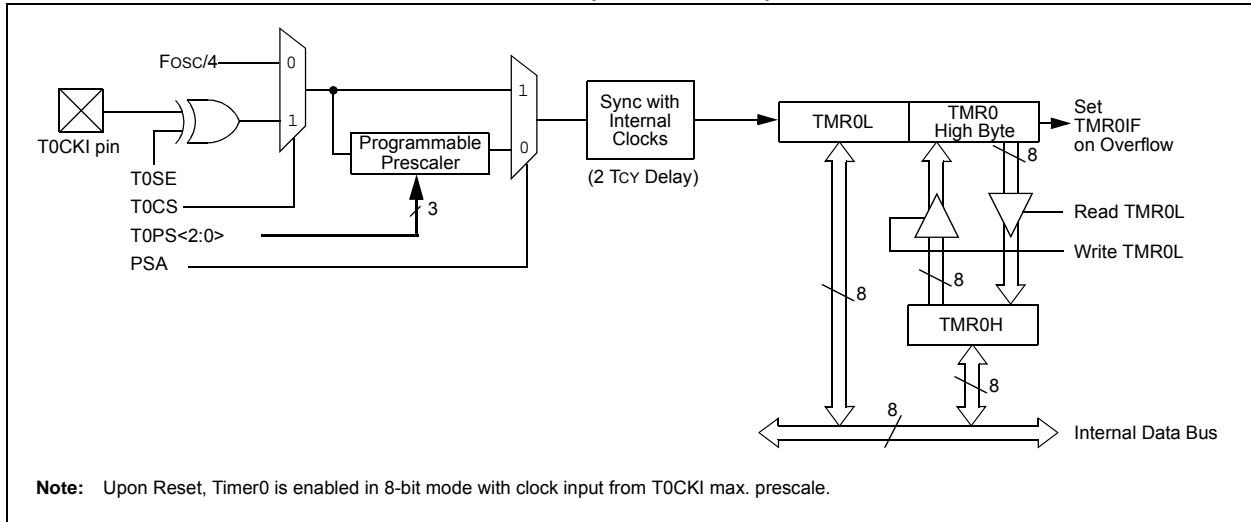 FOSC/4
0
1
T0CKI pin
T0SE
T0CS
T0PS<2:0>
PSA
Programmable
Prescaler
3
1
0
Sync with
Internal
Clocks
(2 TCY Delay)
TMR0L
TMR0
High Byte
Set
TMR0IF
on Overflow
8
Read TMR0L
Write TMR0L
8
8
TMR0H
8
8
Internal Data Bus
Note: Upon Reset, Timer0 is enabled in 8-bit mode with clock input from T0CKI max. prescale.